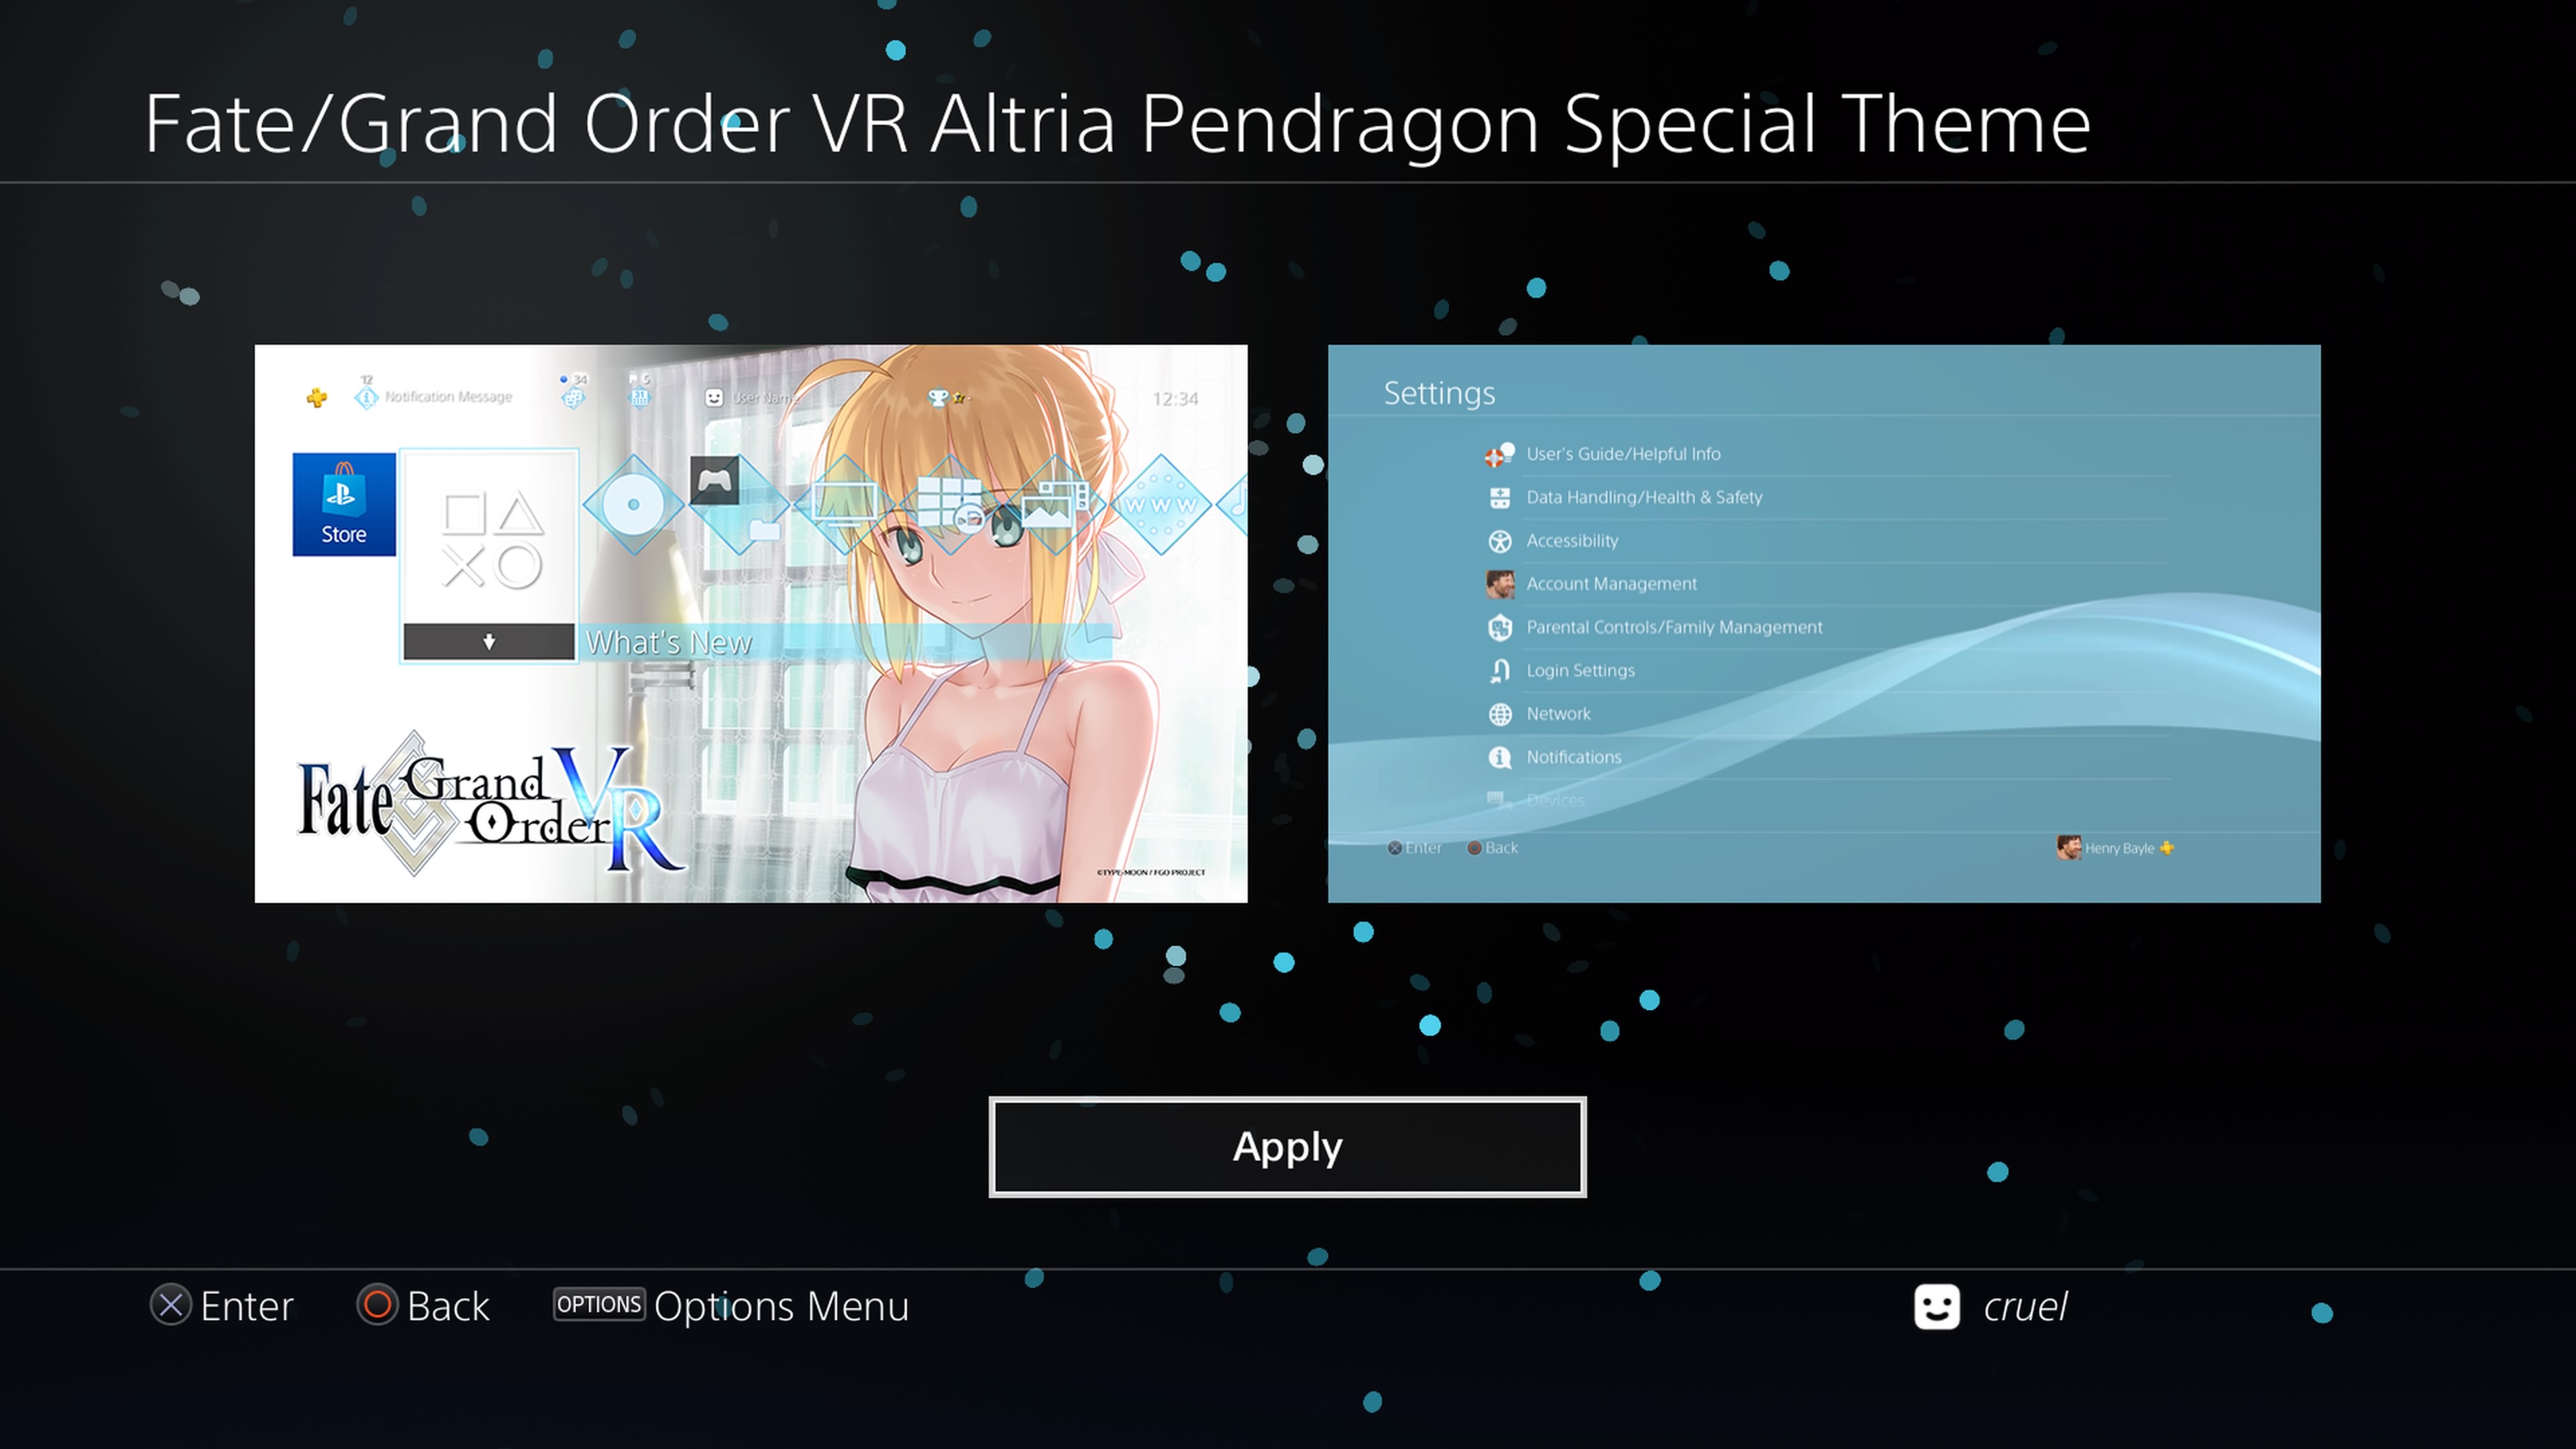 Fate/Grand Order VR Altria Pendragon Special Theme
12
Notification Message
34
5
User Name
12:34
Store
What's New
WWW
Fate
Grand
Order
VR
©TYPE-MOON / FGO PROJECT
Settings
User's Guide/Helpful Info
Data Handling/Health & Safety
Accessibility
Account Management
Parental Controls/Family Management
Login Settings
Network
Notifications
Devices
Enter
Back
Henry Bayle
Apply
Enter
Back
OPTIONS Options Menu
cruel